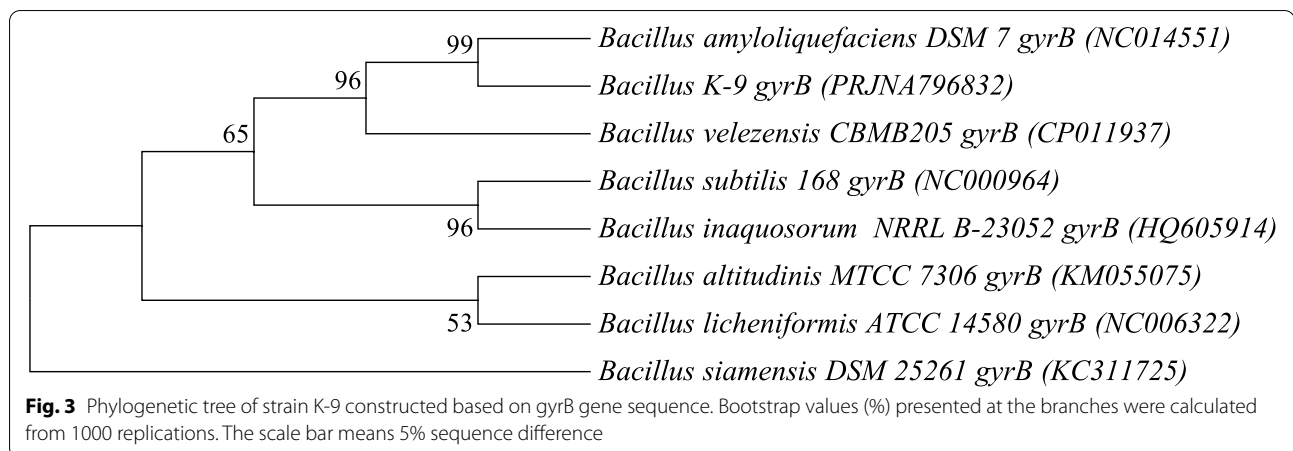 99
Bacillus amyloliquefaciens DSM 7 gyrB (NC014551)
96
Bacillus K-9 gyrB (PRJNA796832)
65
Bacillus velezensis CBMB205 gyrB (CP011937)
Bacillus subtilis 168 gyrB (NC000964)
96
Bacillus inaquosorum NRRL B-23052 gyrB (HQ605914)
Bacillus altitudinis MTCC 7306 gyrB (KM055075)
53
Bacillus licheniformis ATCC 14580 gyrB (NC006322)
Bacillus siamensis DSM 25261 gyrB (KC311725)
Fig. 3 Phylogenetic tree of strain K-9 constructed based on gyrB gene sequence. Bootstrap values (%) presented at the branches were calculated
from 1000 replications. The scale bar means 5% sequence difference